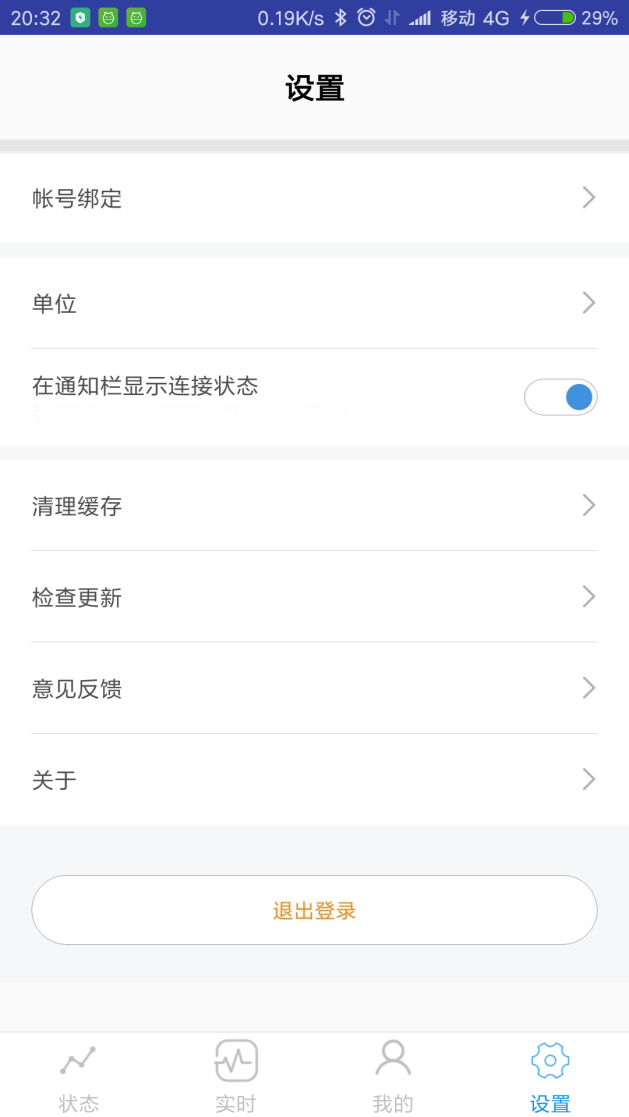 20:32 0.19K/s 移动 4G 29%
设置
帐号绑定
单位
在通知栏显示连接状态
清理缓存
检查更新
意见反馈
关于
退出登录
状态 实时 我的 设置